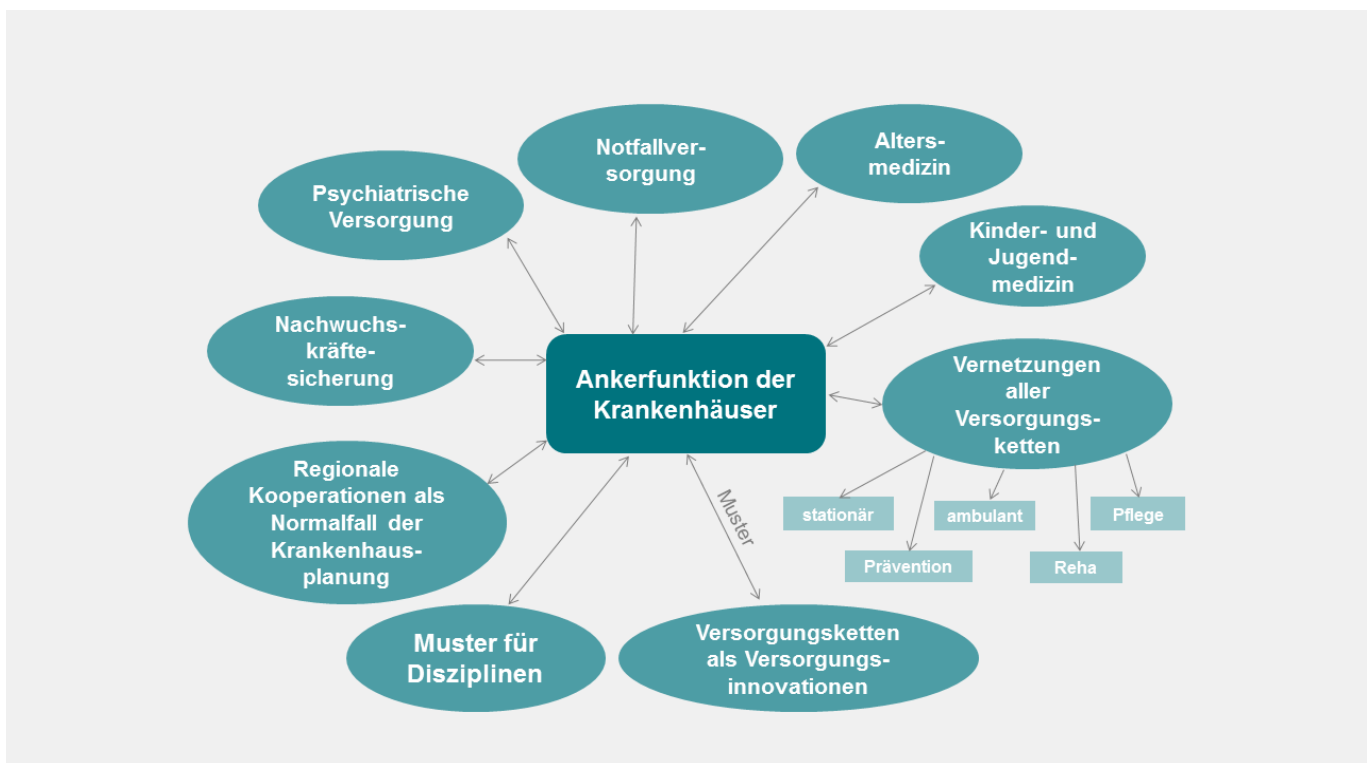 Notfallver-
sorgung
Alters-
medizin
Psychiatrische
Versorgung
Kinder- und
Jugend-
medizin
Nachwuchs-
kräfte-
sicherung
Ankerfunktion der
Krankenhäuser
Vernetzungen
aller
Versorgungs-
ketten
Regionale
Kooperationen als
Normalfall der
Krankenhaus-
planung
Muster
stationär
ambulant
Pflege
Prävention
Reha
Muster für
Disziplinen
Versorgungsketten
als Versorgungs-
innovationen